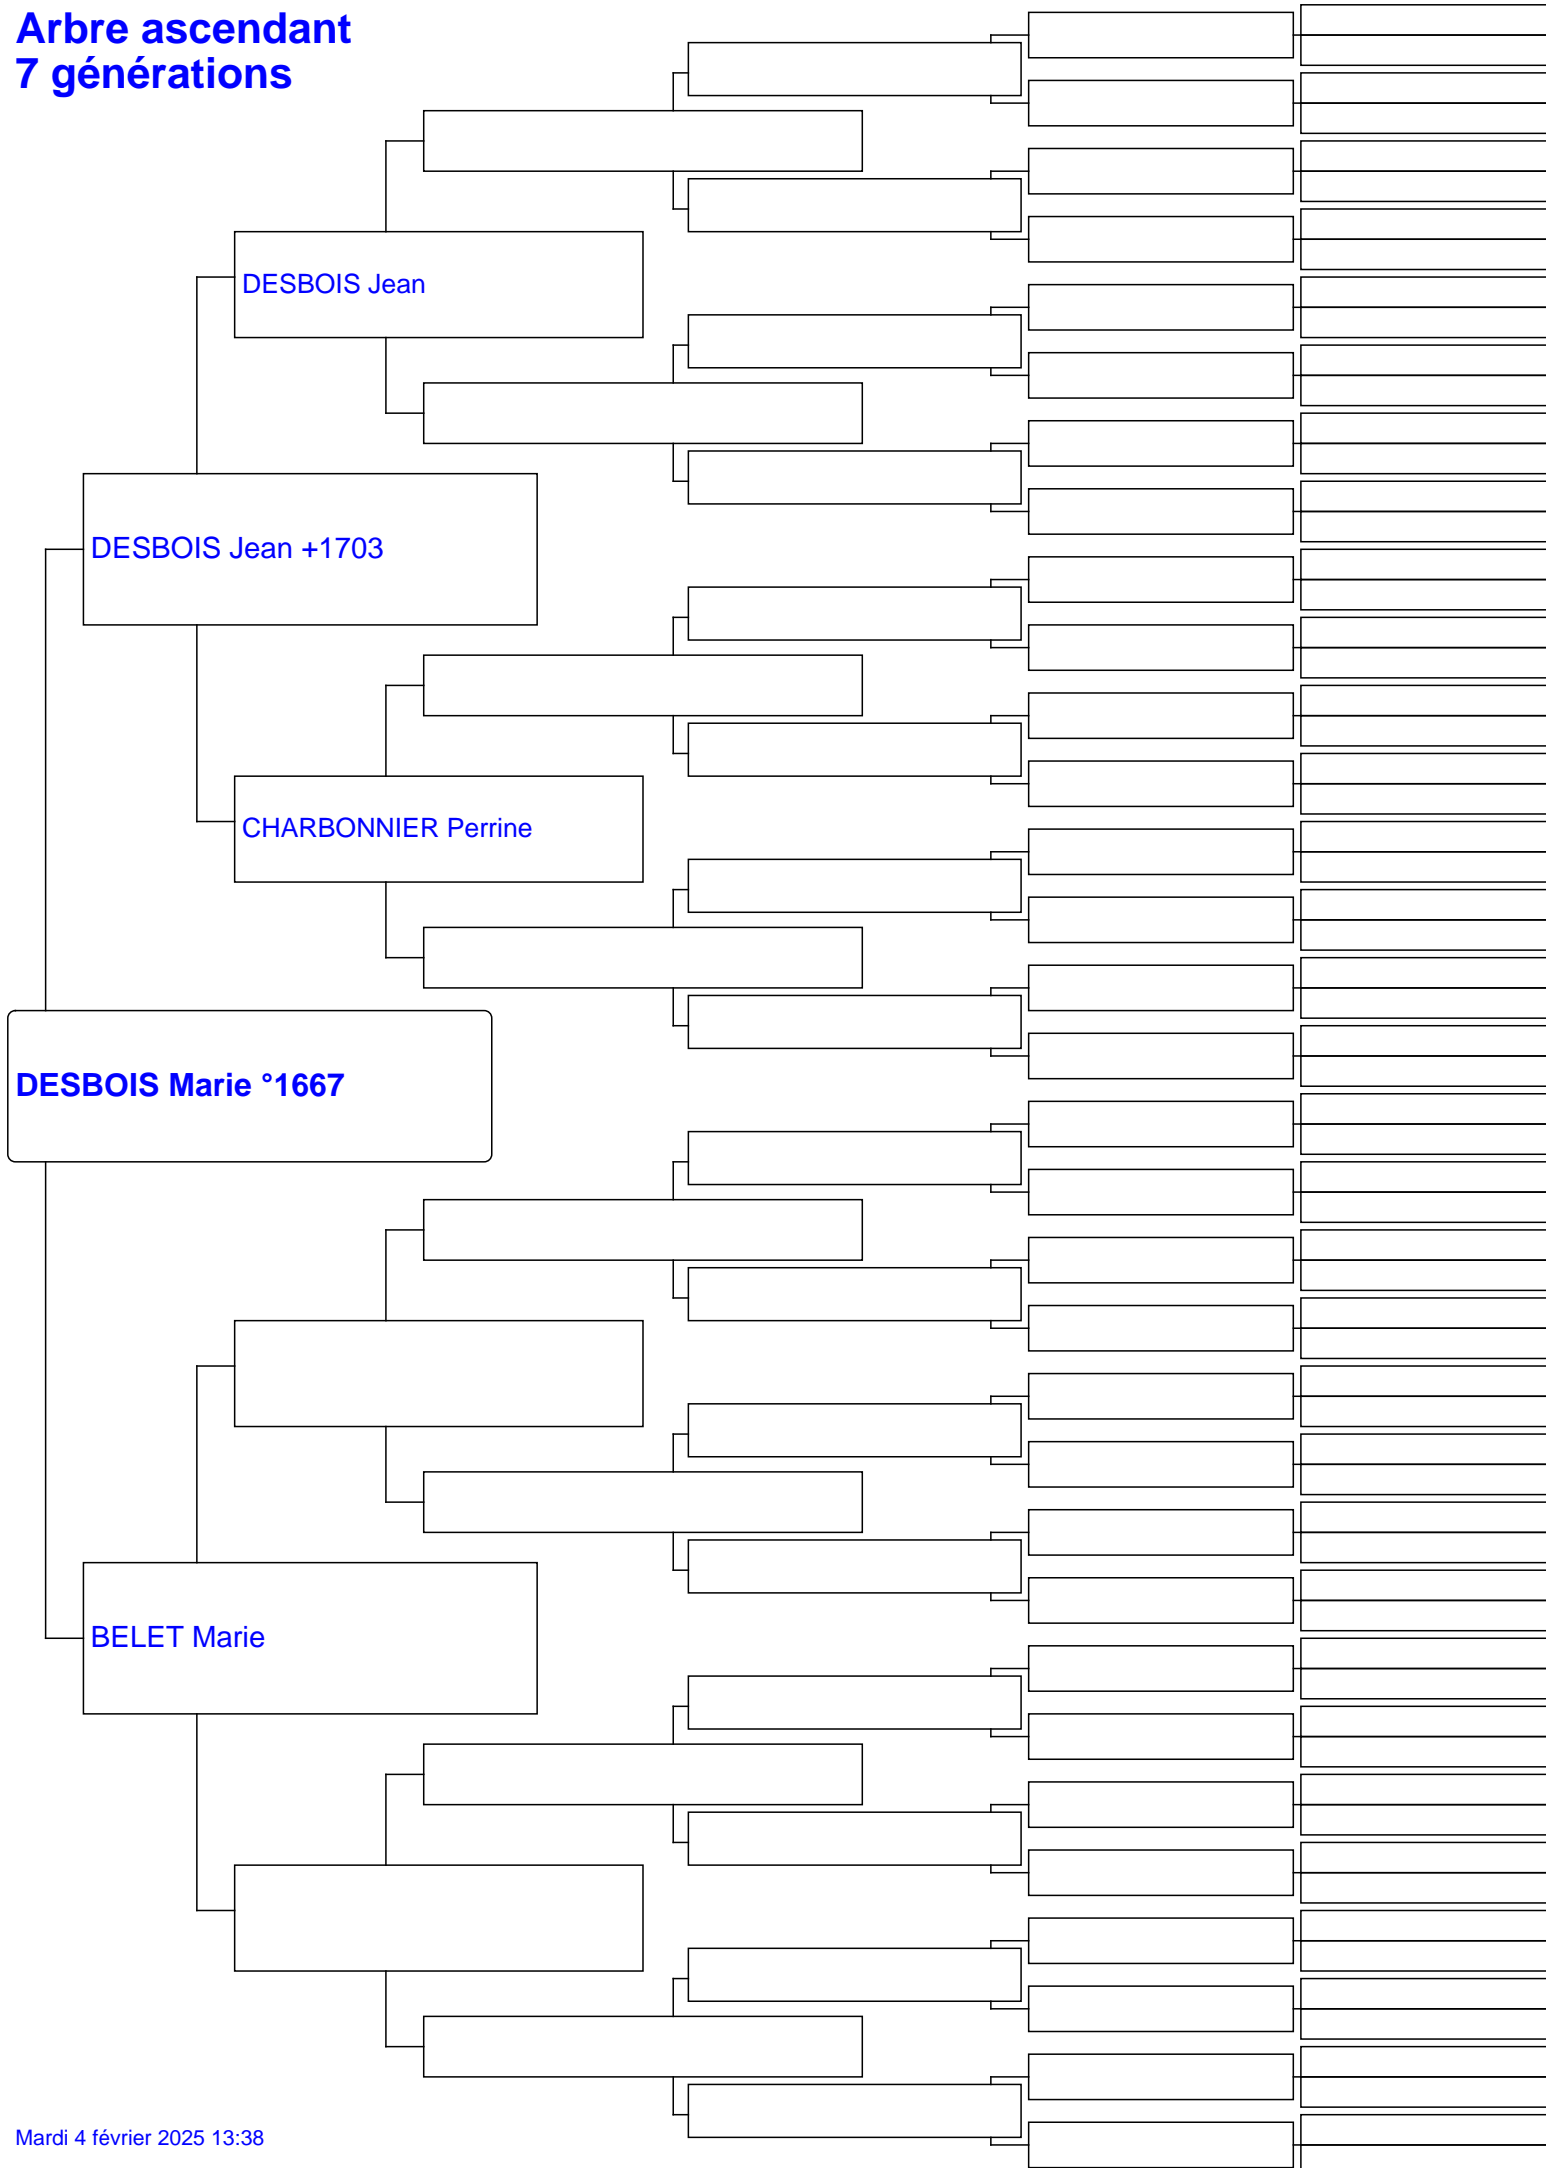 Arbre ascendant
7 générations
DESBOIS Jean
DESBOIS Jean +1703
CHARBONNIER Perrine
DESBOIS Marie °1667
BELET Marie
Mardi 4 février 2025 13:38